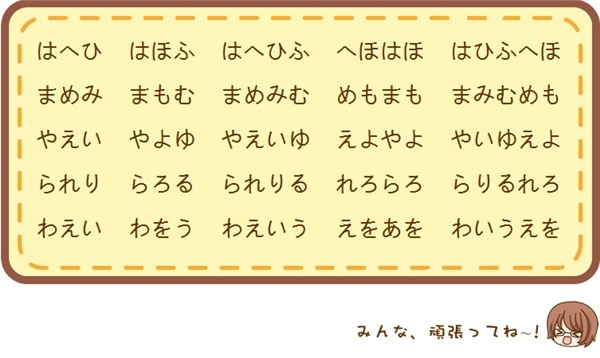 はへひ はほふ はへひふ へほはほ はひふへほ
まめみ まもむ まめみむ めもまも まみむめも
やえい やよゆ やえいゆ えよやよ やいゆえよ
られり らろる られりる れろらろ らりるれろ
わえい わをう わえいう えをあを わいうえを
みんな、頑張ってね~!